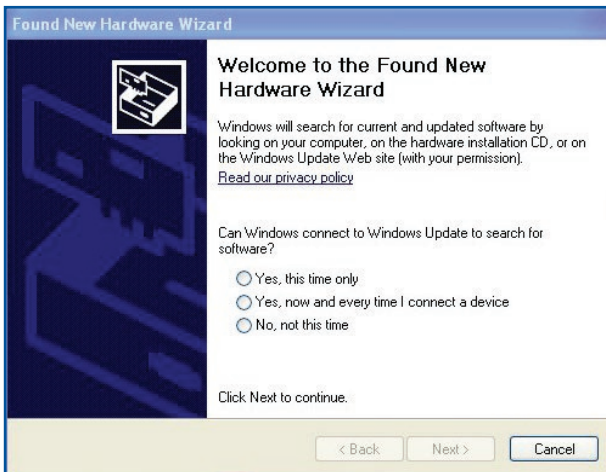 Found New Hardware Wizard
Welcome to the Found New
Hardware Wizard
Windows will search for current and updated software by
looking on your computer, on the hardware installation CD, or on
the Windows Update Web site (with your permission).
Read our privacy policy
Can Windows connect to Windows Update to search for
software?
Yes, this time only
Yes, now and every time I connect a device
No, not this time
Click Next to continue.
< Back
Next >
Cancel